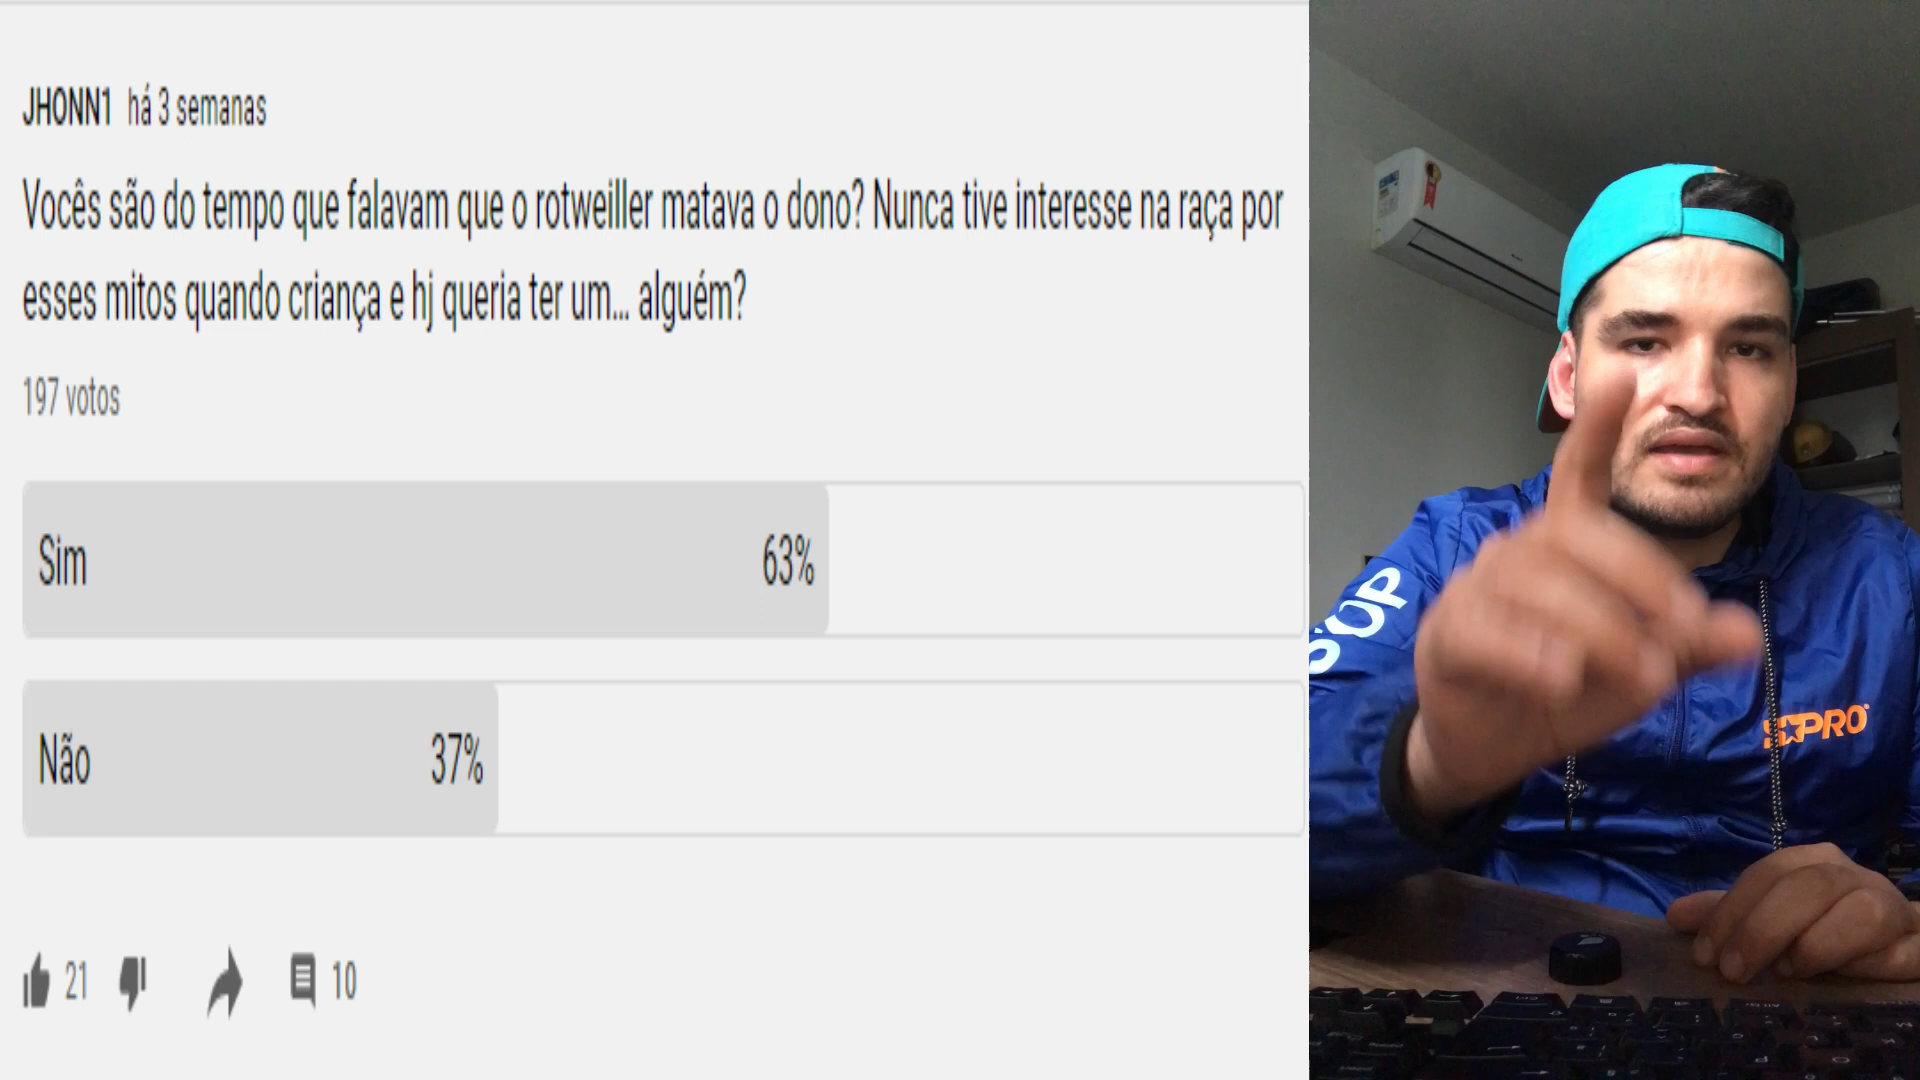 JHONN1 há 3 semanas
Vocês são do tempo que falavam que o rotweiller matava o dono? Nunca tive interesse na raça por
esses mitos quando criança e hj queria ter um... alguém?
197 votos
Sim 63%
Não 37%
21 10
PRO